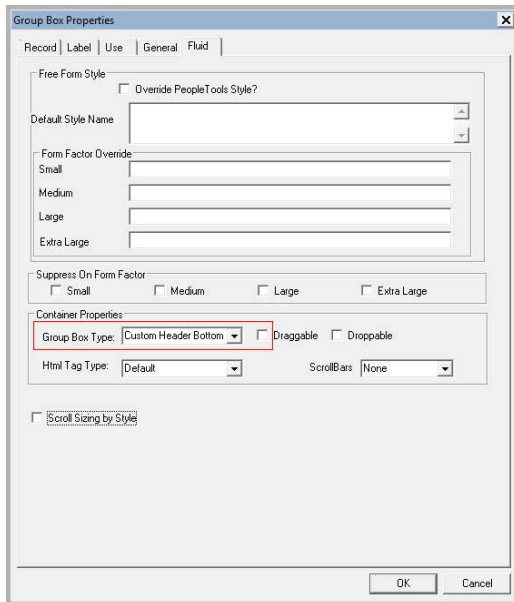 Group Box Properties
Record Label Use General Fluid
Free Form Style
Override PeopleTools Style?
Default Style Name
Form Factor Override
Small
Medium
Large
Extra Large
Suppress On Form Factor
Small Medium Large Extra Large
Container Properties
Group Box Type: Custom Header Bottom Draggable Droppable
Html Tag Type: Default ScrollBars None
Scroll Sizing by Style
OK Cancel